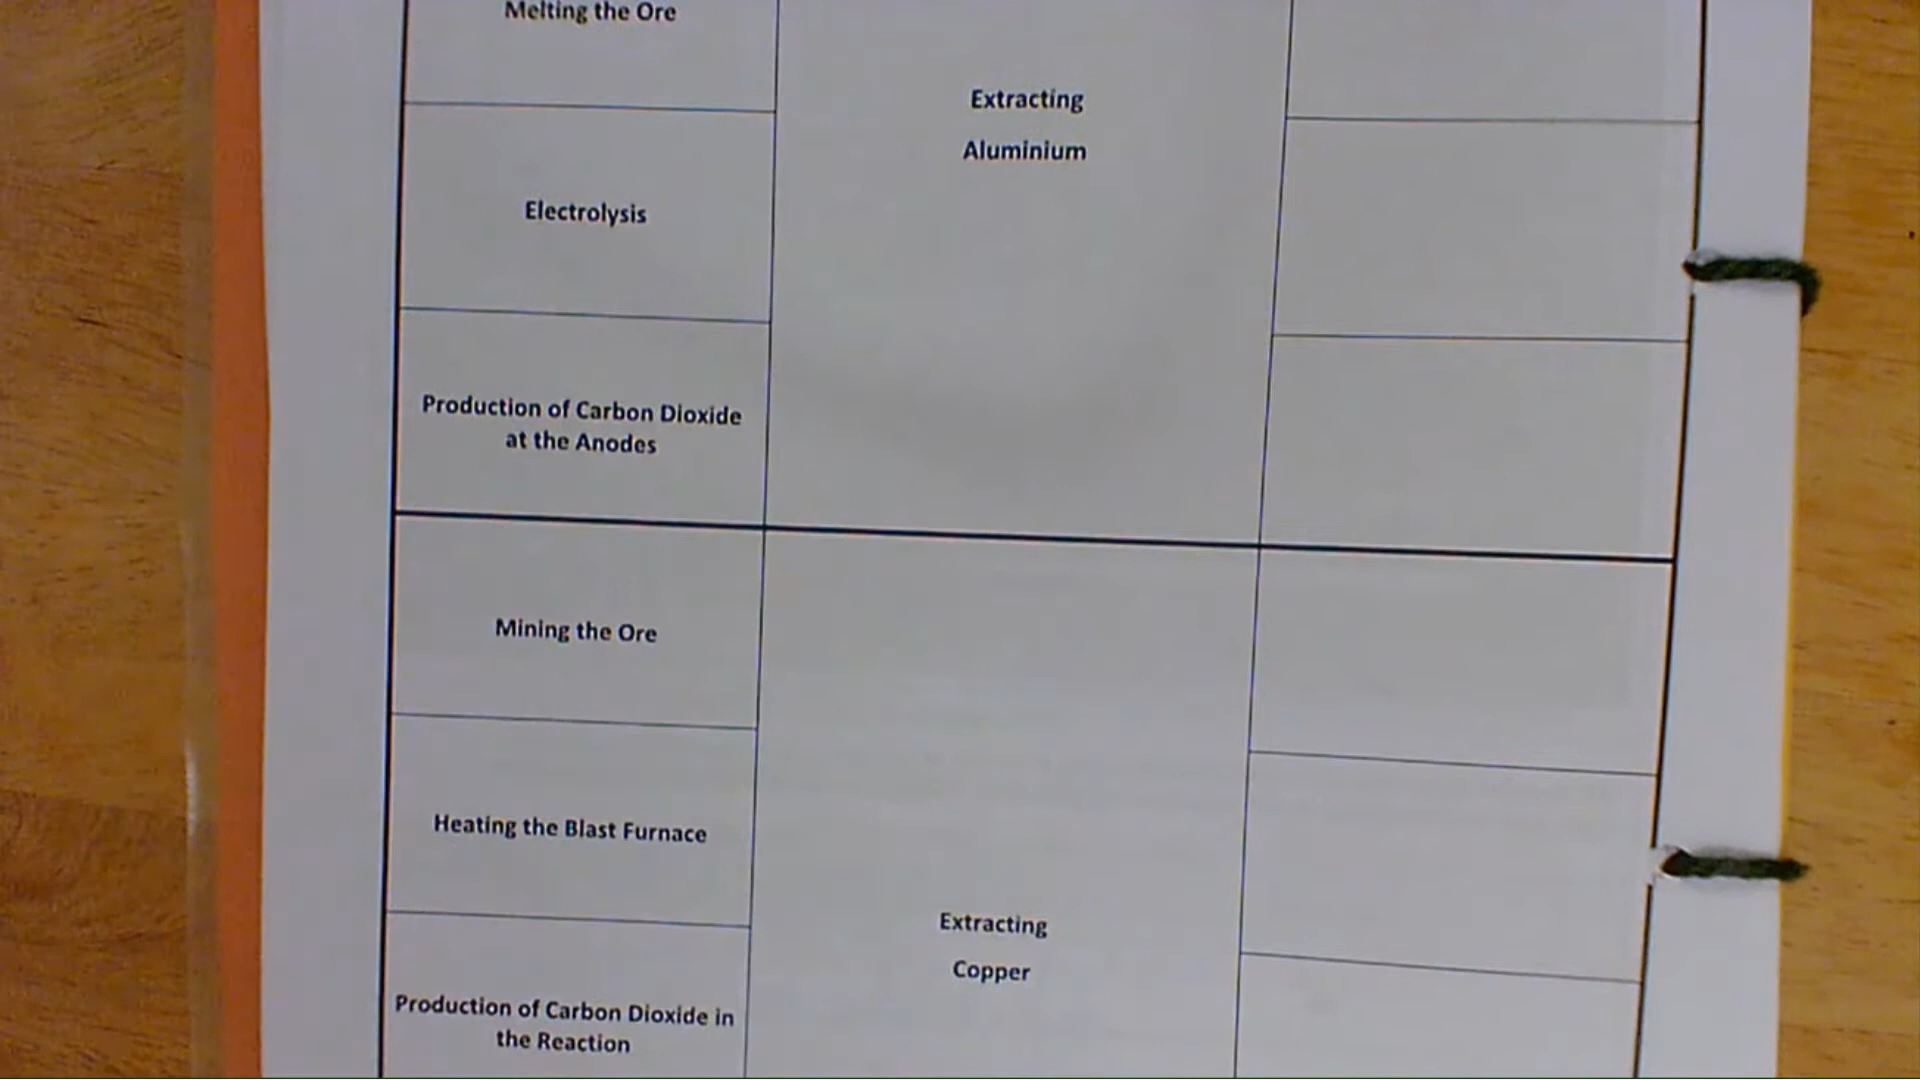 Melting the Ore
Extracting
Aluminium
Electrolysis
Production of Carbon Dioxide
at the Anodes
Mining the Ore
Heating the Blast Furnace
Extracting
Copper
Production of Carbon Dioxide in
the Reaction